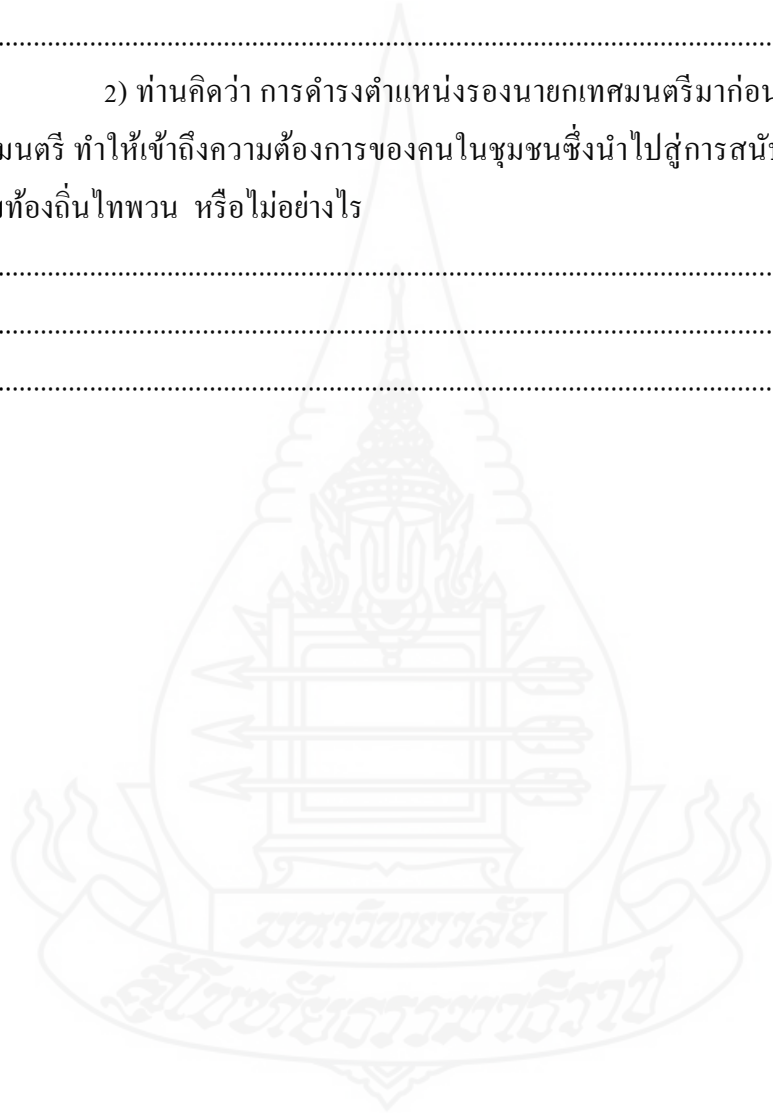 ....................................................................................................................................
2) ท่านคิดว่า การดำรงตำแหน่งรองนายกเทศมนตรีมาก่อน
มนตรี ทำให้เข้าถึงความต้องการของคนในชุมชนซึ่งนำไปสู่การสนับ
ท้องถิ่นไทพวน หรือไม่อย่างไร
....................................................................................................................................
....................................................................................................................................
....................................................................................................................................
มหาวิทยาลัย
สุโขทัยธรรมาธิราช